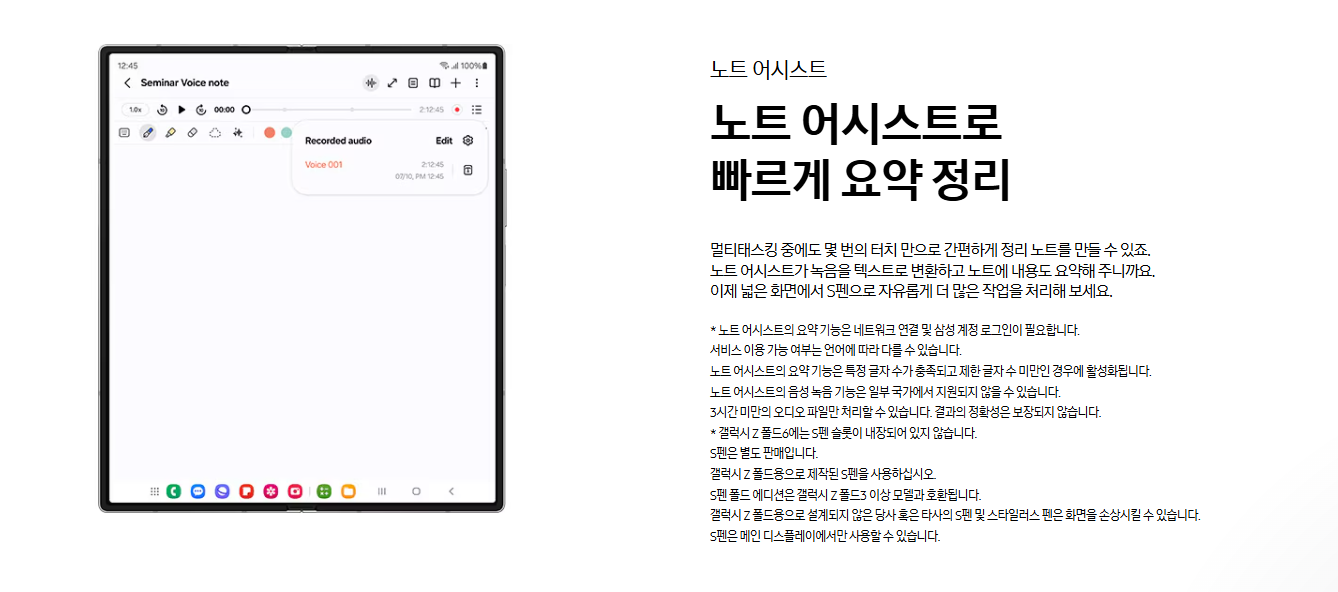 12:45
100%
Seminar Voice note
1.0x
00:00
2:12:45
Recorded audio
Edit
Voice 001
2:12:45
07/10, PM 12:45
노트 어시스트
노트 어시스트로
빠르게 요약 정리
멀티태스킹 중에도 몇 번의 터치 만으로 간편하게 정리 노트를 만들 수 있죠.
노트 어시스트가 녹음을 텍스트로 변환하고 노트에 내용도 요약해 주니까요.
이제 넓은 화면에서 S펜으로 자유롭게 더 많은 작업을 처리해 보세요.
* 노트 어시스트의 요약 기능은 네트워크 연결 및 삼성 계정 로그인이 필요합니다.
서비스 이용 가능 여부는 언어에 따라 다를 수 있습니다.
노트 어시스트의 요약 기능은 특정 글자 수가 충족되고 제한 글자 수 미만인 경우에 활성화됩니다.
노트 어시스트의 음성 녹음 기능은 일부 국가에서 지원되지 않을 수 있습니다.
3시간 미만의 오디오 파일만 처리할 수 있습니다. 결과의 정확성은 보장되지 않습니다.
* 갤럭시 Z 폴드6에는 S펜 슬롯이 내장되어 있지 않습니다.
S펜은 별도 판매입니다.
갤럭시 Z 폴드용으로 제작된 S펜을 사용하십시오.
S펜 폴드 에디션은 갤럭시 Z 폴드3 이상 모델과 호환됩니다.
갤럭시 Z 폴드용으로 설계되지 않은 당사 혹은 타사의 S펜 및 스타일러스 펜은 화면을 손상시킬 수 있습니다.
S펜은 메인 디스플레이에서만 사용할 수 있습니다.